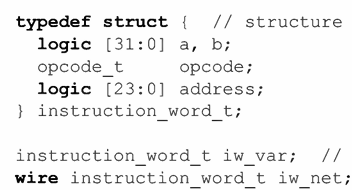 typedef struct {  // structure
  logic [31:0] a, b;
  opcode_t     opcode;
  logic [23:0] address;
} instruction_word_t;

instruction_word_t iw_var;  //
wire instruction_word_t iw_net;